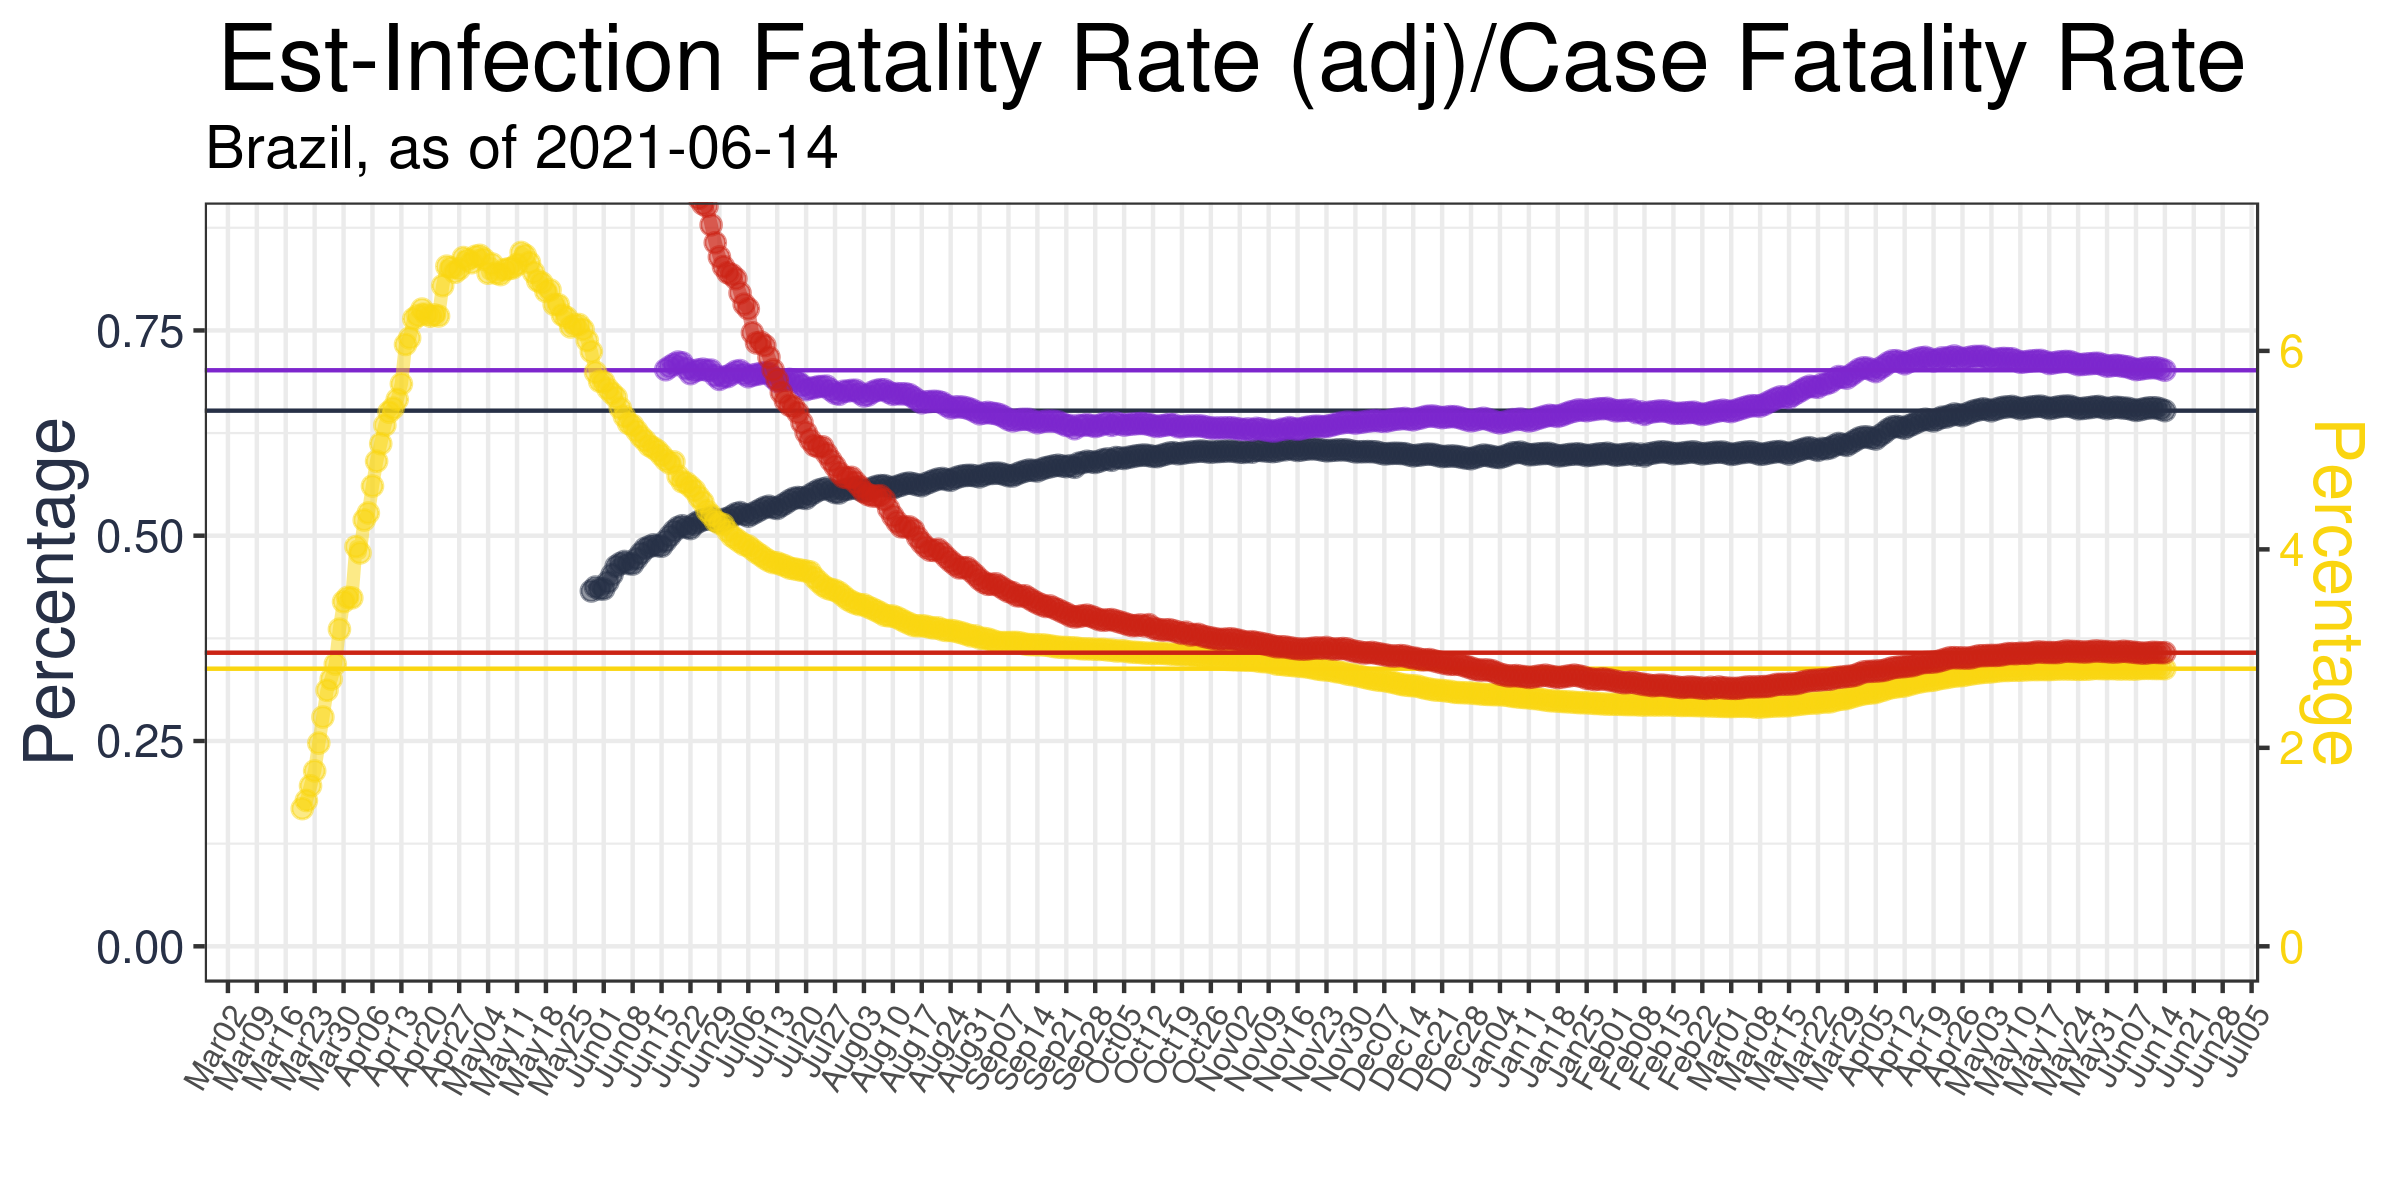 Est-Infection Fatality Rate (adj)/Case Fatality Rate
Brazil, as of 2021-06-14
Percentage
0.75
0.50
0.25
0.00
6
4
2
0
Percentage
Mar02
Mar09
Mar16
Mar23
Mar30
Apr06
Apr13
Apr20
Apr27
May04
May11
May18
May25
Jun01
Jun08
Jun15
Jun22
Jun29
Jul06
Jul13
Jul20
Jul27
Aug03
Aug10
Aug17
Aug24
Aug31
Sep07
Sep14
Sep21
Sep28
Oct05
Oct12
Oct19
Oct26
Nov02
Nov09
Nov16
Nov23
Nov30
Dec07
Dec14
Dec21
Dec28
Jan04
Jan11
Jan18
Jan25
Feb01
Feb08
Feb15
Feb22
Mar01
Mar08
Mar15
Mar22
Mar29
Apr05
Apr12
Apr19
Apr26
May03
May10
May17
May24
May31
Jun07
Jun14
Jun21
Jun28
Jul05